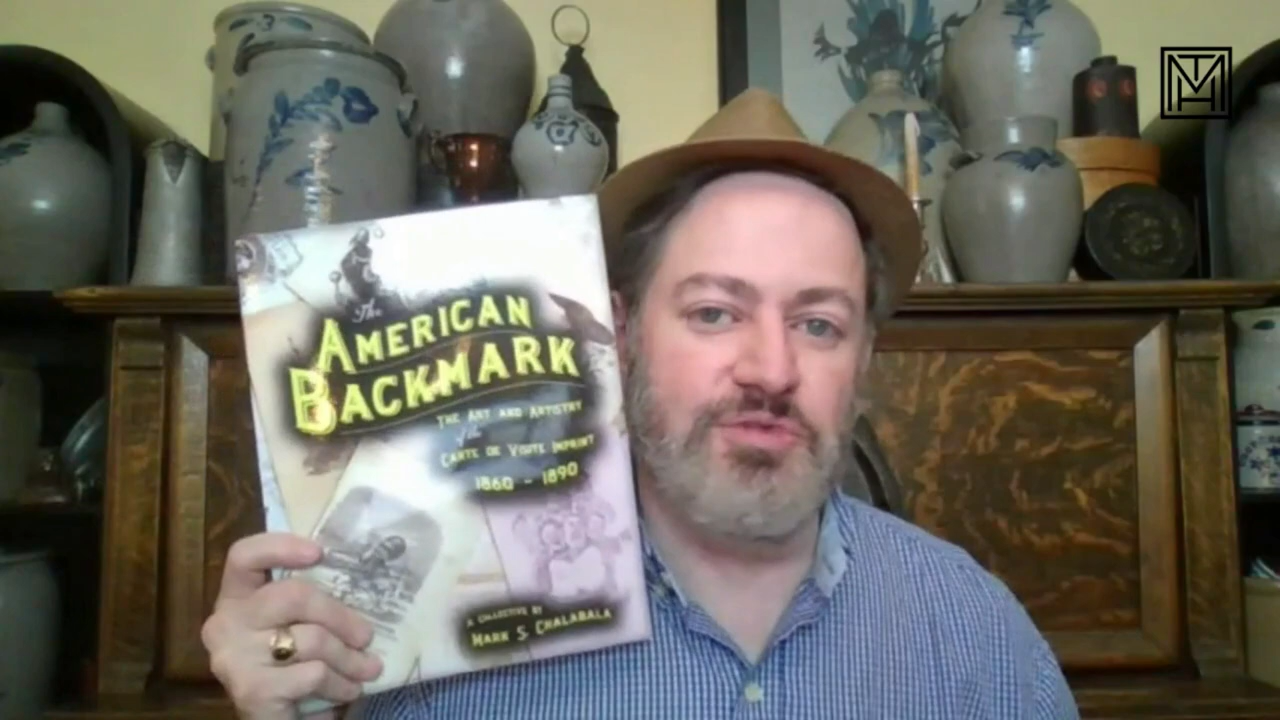 The
AMERICAN
BACKMARK
THE ART AND ARTISTRY
of the
CARTE DE VISITE IMPRINT
1860 - 1890
A COLLECTIVE BY
MARK S. CHALABALA